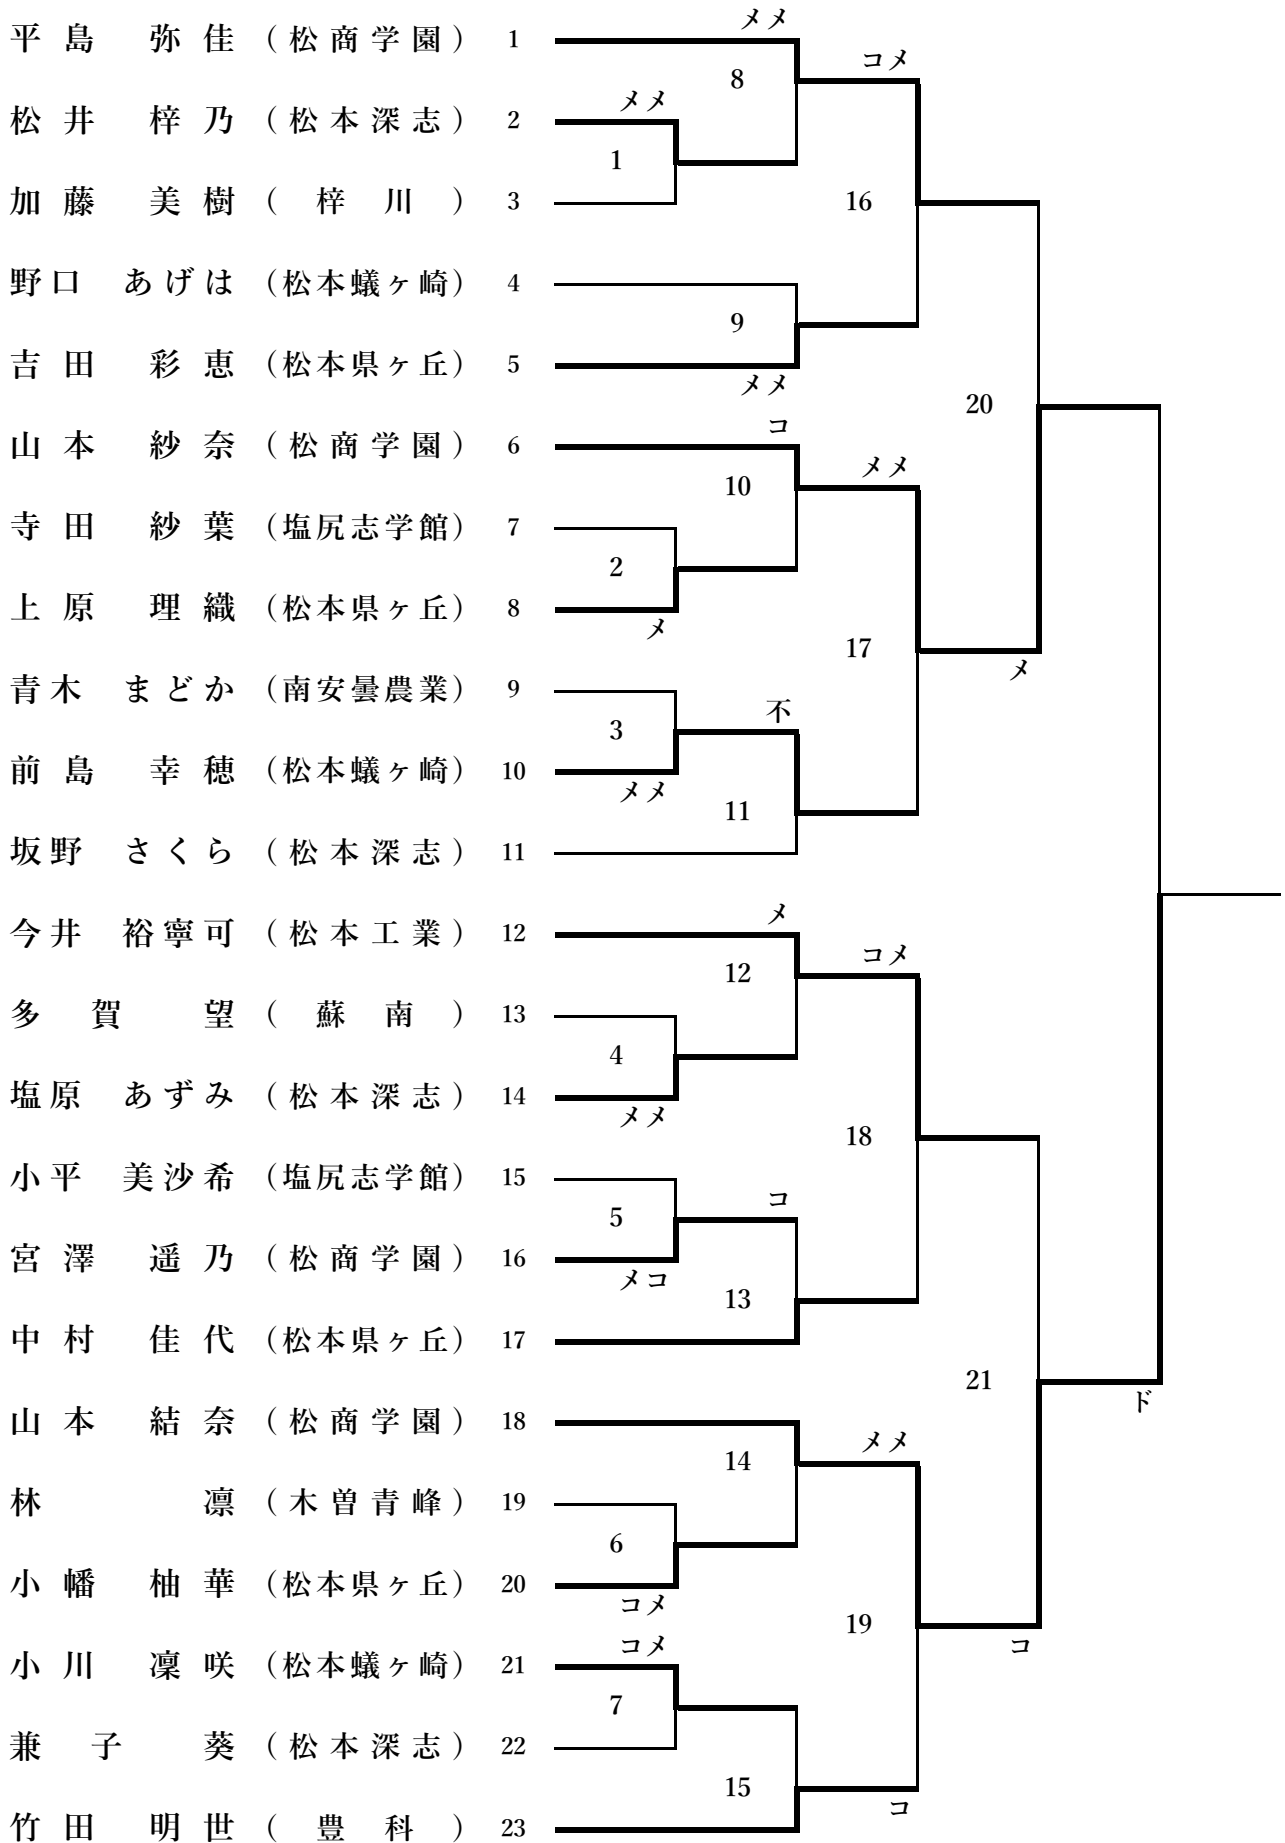 メメ
平島 弥佳 (松商学園) 1
コメ
8
メメ
松井 梓乃 (松本深志) 2
1
加藤 美樹 (梓川) 3
16
野口 あげは (松本蟻ヶ崎) 4
9
吉田 彩恵 (松本県ヶ丘) 5
メメ
20
コ
山本 紗奈 (松商学園) 6
メメ
10
寺田 紗葉 (塩尻志学館) 7
2
上原 理織 (松本県ヶ丘) 8
メ
17
メ
青木 まどか (南安曇農業) 9
不
3
前島 幸穂 (松本蟻ヶ崎) 10
メメ
11
坂野 さくら (松本深志) 11
メ
今井 裕寧可 (松本工業) 12
コメ
12
多賀 望 (蘇南) 13
4
塩原 あずみ (松本深志) 14
メメ
18
小平 美沙希 (塩尻志学館) 15
コ
5
宮澤 遥乃 (松商学園) 16
メコ
13
中村 佳代 (松本県ヶ丘) 17
21
ド
山本 結奈 (松商学園) 18
メメ
14
林 凛 (木曽青峰) 19
6
小幡 柚華 (松本県ヶ丘) 20
コメ
19
コメ
コ
小川 凜咲 (松本蟻ヶ崎) 21
7
兼子 葵 (松本深志) 22
15
コ
竹田 明世 (豊科) 23